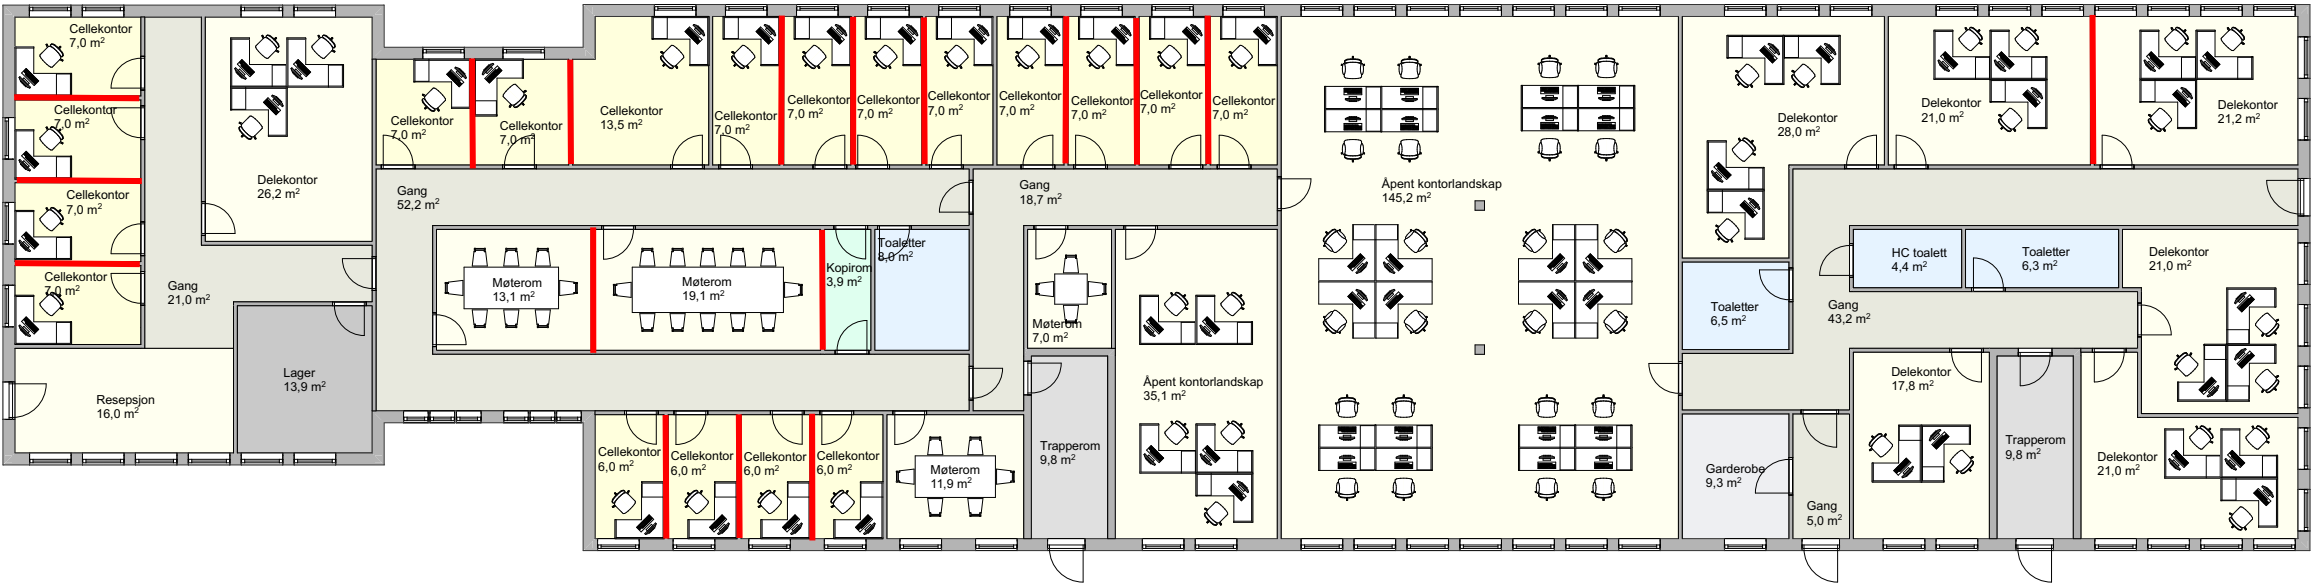 Cellekontor
7,0 m²
Cellekontor
7,0 m²
Cellekontor
7,0 m²
Cellekontor
7,0 m²
Gang
21,0 m²
Resepsjon
16,0 m²
Lager
13,9 m²
Delekontor
26,2 m²
Cellekontor
7,0 m²
Cellekontor
7,0 m²
Cellekontor
13,5 m²
Cellekontor
7,0 m²
Cellekontor
7,0 m²
Cellekontor
7,0 m²
Cellekontor
7,0 m²
Cellekontor
7,0 m²
Cellekontor
7,0 m²
Cellekontor
7,0 m²
Cellekontor
7,0 m²
Gang
52,2 m²
Gang
18,7 m²
Møterom
13,1 m²
Møterom
19,1 m²
Kopirom
3,9 m²
Toaletter
8,0 m²
Møterom
7,0 m²
Cellekontor
6,0 m²
Cellekontor
6,0 m²
Cellekontor
6,0 m²
Cellekontor
6,0 m²
Møterom
11,9 m²
Trapperom
9,8 m²
Åpent kontorlandskap
35,1 m²
Åpent kontorlandskap
145,2 m²
Delekontor
28,0 m²
Delekontor
21,0 m²
Delekontor
21,2 m²
Toaletter
6,5 m²
HC toalett
4,4 m²
Toaletter
6,3 m²
Delekontor
21,0 m²
Gang
43,2 m²
Garderobe
9,3 m²
Gang
5,0 m²
Delekontor
17,8 m²
Trapperom
9,8 m²
Delekontor
21,0 m²